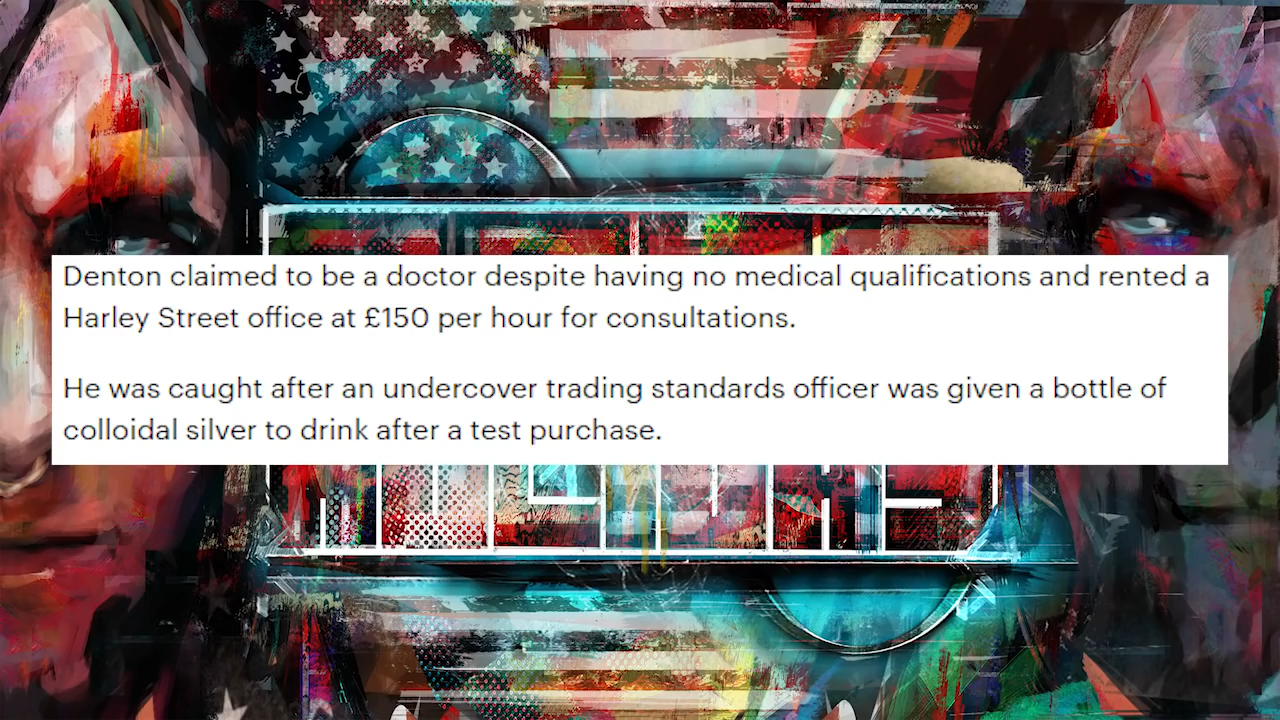 Denton claimed to be a doctor despite having no medical qualifications and rented a
Harley Street office at £150 per hour for consultations.
He was caught after an undercover trading standards officer was given a bottle of
colloidal silver to drink after a test purchase.